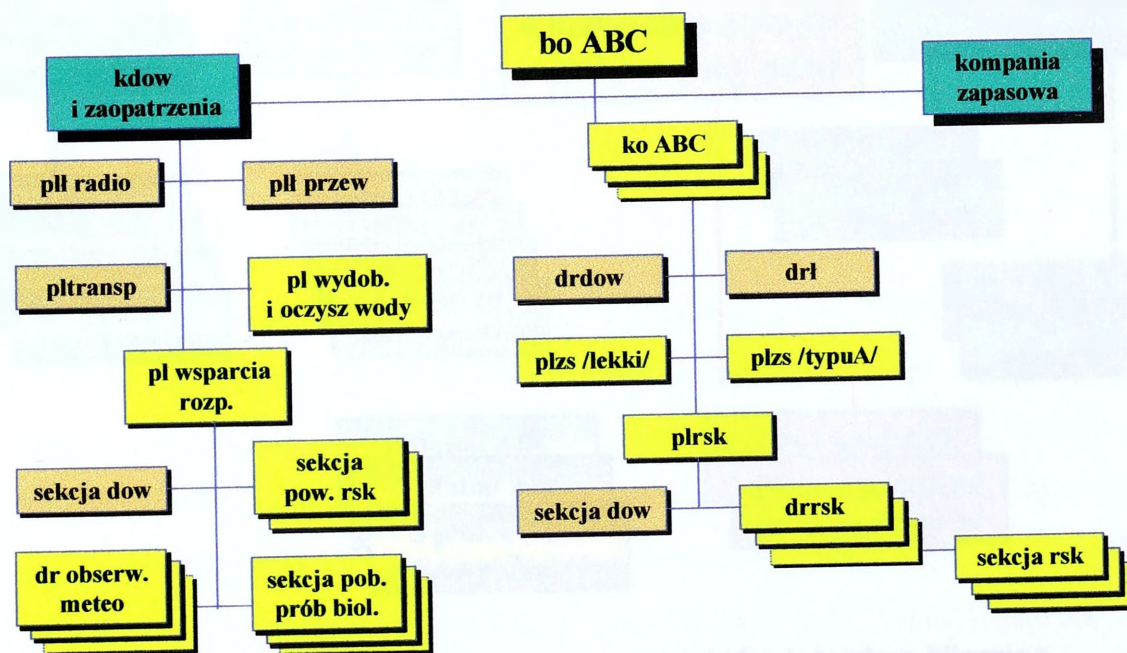 bo ABC
kdow
i zaopatrzenia
kompania
zapasowa
ko ABC
plł radio
plł przew
pltransp
pl wydob.
i oczysz wody
drdow
drł
plzs /lekki/
plzs /typuA/
pl wsparcia
rozp.
plrsk
sekcja dow
sekcja
pow. rsk
sekcja dow
drrsk
sekcja rsk
dr obserw.
meteo
sekcja pob.
prób biol.